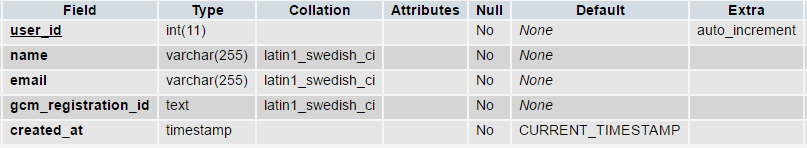 Field Type Collation Attributes Null Default Extra
user_id int(11) No None auto_increment
name varchar(255) latin1_swedish_ci No None
email varchar(255) latin1_swedish_ci No None
gcm_registration_id text latin1_swedish_ci No None
created_at timestamp No CURRENT_TIMESTAMP